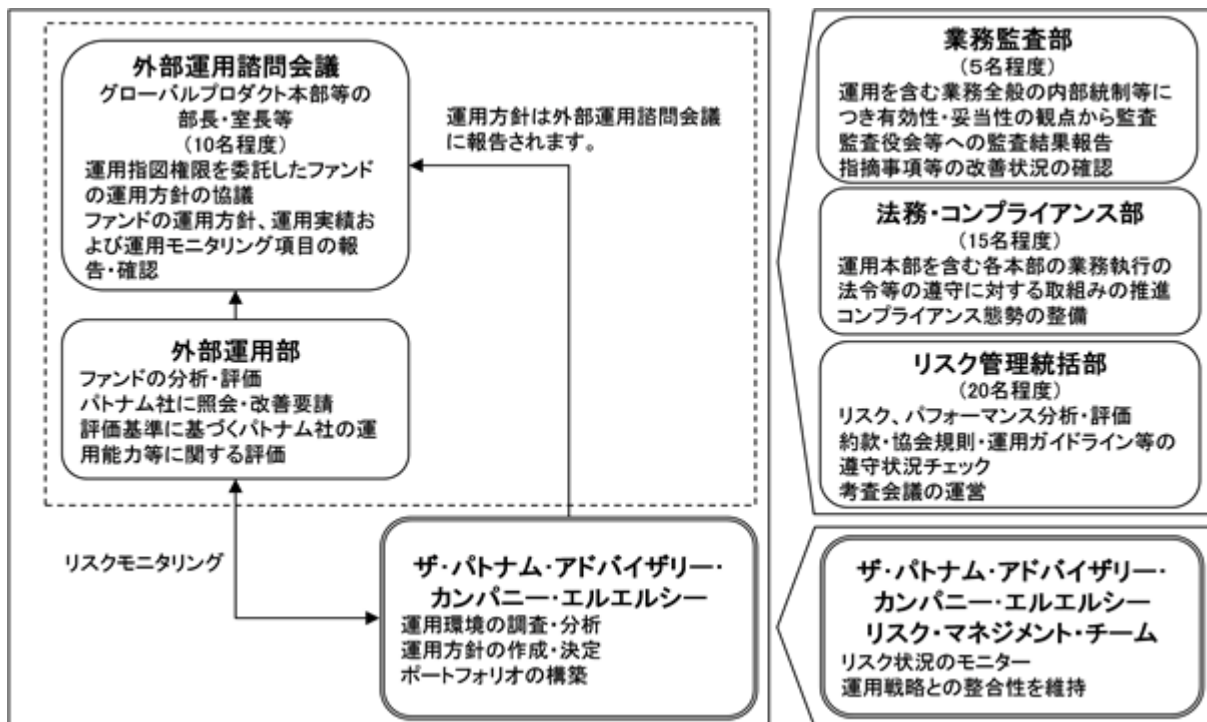 外部運用諮問会議
グローバルプロダクト本部等の
部長・室長等
（10名程度）
運用指図権限を委託したファンド
の運用方針の協議
ファンドの運用方針、運用実績お
よび運用モニタリング項目の報
告・確認
運用方針は外部運用諮問会議
に報告されます。
外部運用部
ファンドの分析・評価
パトナム社に照会・改善要請
評価基準に基づくパトナム社の運
用能力等に関する評価
リスクモニタリング
ザ・パトナム・アドバイザリー・
カンパニー・エルエルシー
運用環境の調査・分析
運用方針の作成・決定
ポートフォリオの構築
業務監査部
（5名程度）
運用を含む業務全般の内部統制等に
つき有効性・妥当性の観点から監査
監査役会等への監査結果報告
指摘事項等の改善状況の確認
法務・コンプライアンス部
（15名程度）
運用本部を含む各本部の業務執行の
法令等の遵守に対する取組みの推進
コンプライアンス態勢の整備
リスク管理統括部
（20名程度）
リスク、パフォーマンス分析・評価
約款・協会規則・運用ガイドライン等の
遵守状況チェック
考査会議の運営
ザ・パトナム・アドバイザリー・
カンパニー・エルエルシー
リスク・マネジメント・チーム
リスク状況のモニター
運用戦略との整合性を維持